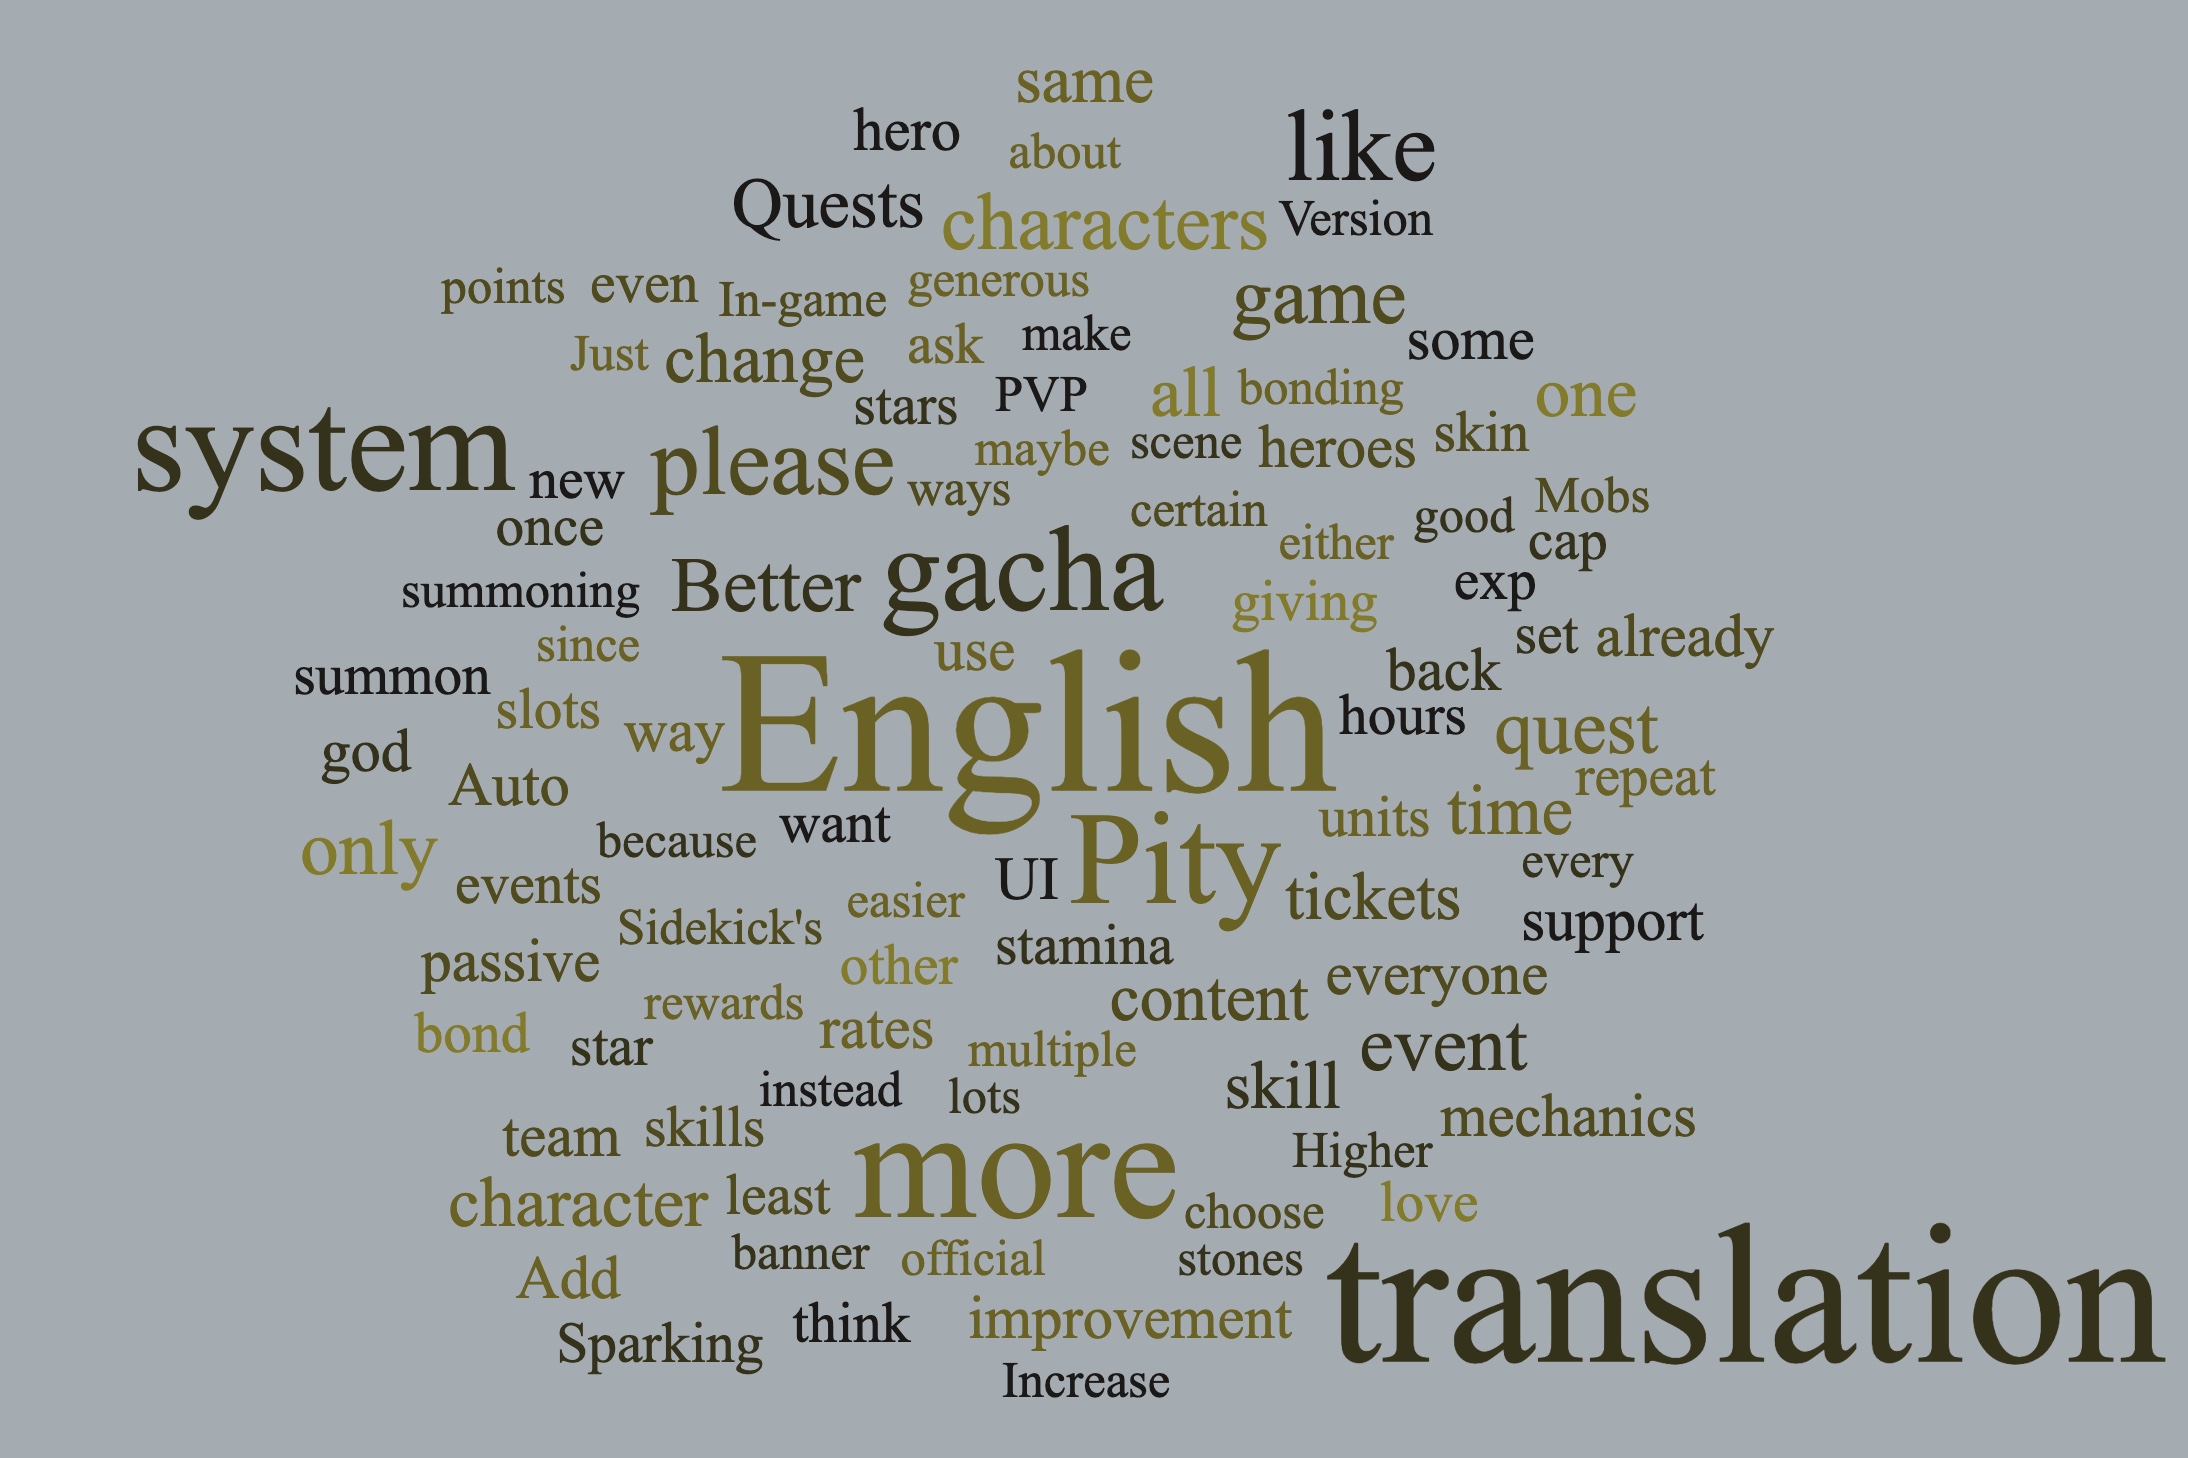 same
hero about like
Quests characters Version
points even In-game generous game
Just change ask make some
stars PVP all bonding one
system new please maybe scene heroes skin
ways certain good Mobs
once either cap
summoning Better gacha giving exp
since use set already
summon back
slots way English hours quest
god Auto repeat
want units time
only because UI Pity every
events easier tickets
Sidekick's support
passive other stamina everyone
rewards content
bond star rates multiple event
instead lots skill
team skills mechanics
more Higher
character least choose love
banner official stones
Add translation
Sparking think improvement
Increase